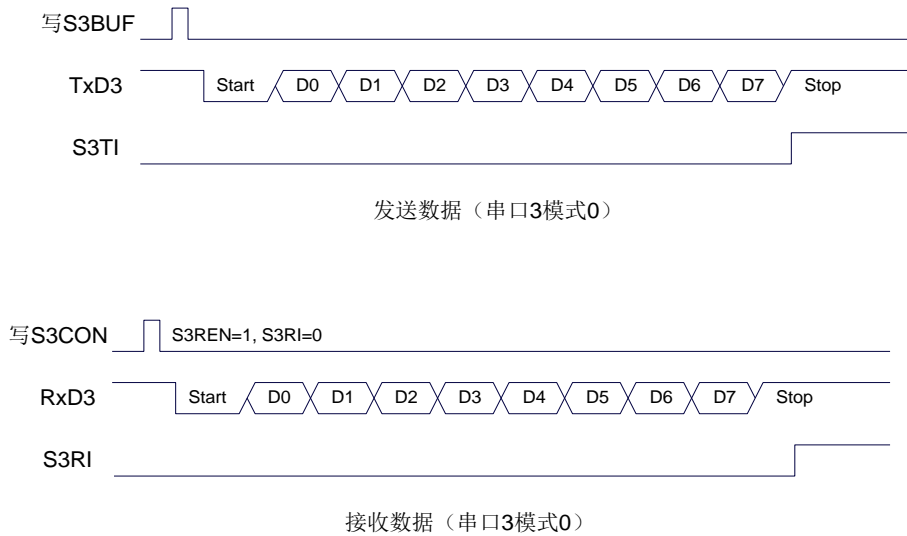 写S3BUF
TxD3 Start D0 D1 D2 D3 D4 D5 D6 D7 Stop
S3TI
发送数据（串口3模式0）
写S3CON S3REN=1, S3RI=0
RxD3 Start D0 D1 D2 D3 D4 D5 D6 D7 Stop
S3RI
接收数据（串口3模式0）